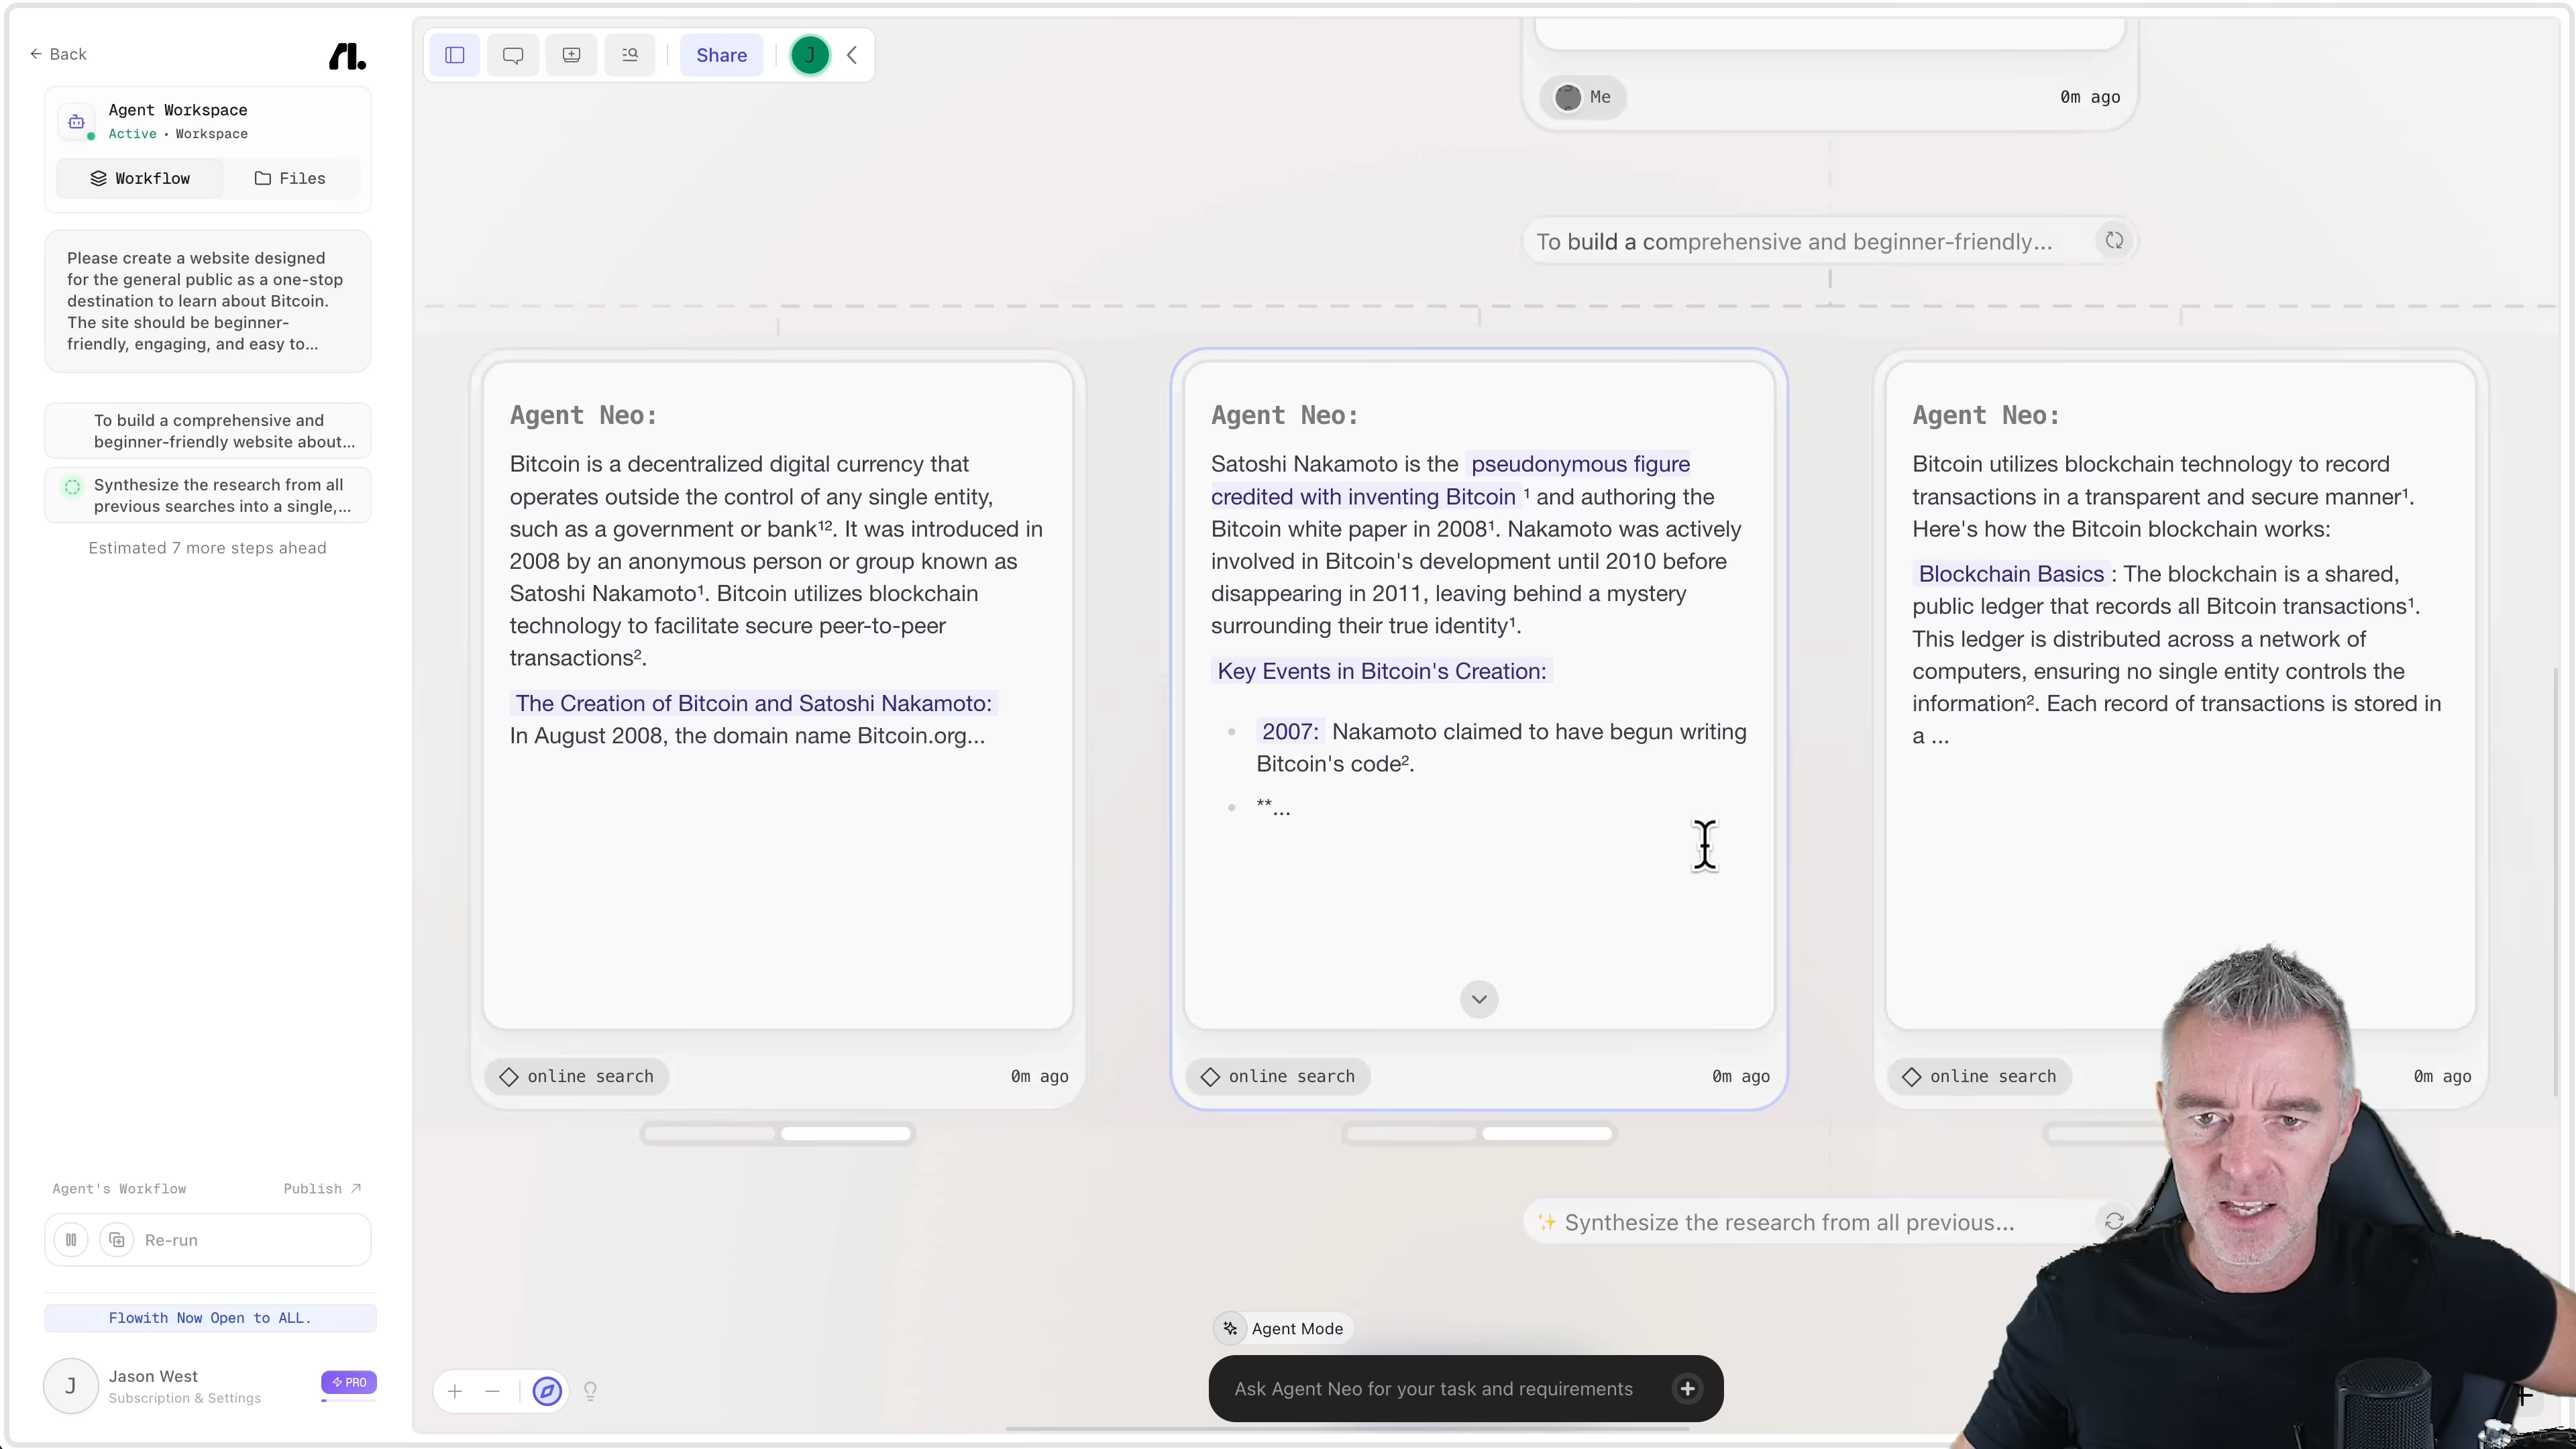 Back
Agent Workspace
Active • Workspace
Workflow
Files
Please create a website designed
for the general public as a one-stop
destination to learn about Bitcoin.
The site should be beginner-
friendly, engaging, and easy to...
To build a comprehensive and
beginner-friendly website about...
Synthesize the research from all
previous searches into a single,...
Estimated 7 more steps ahead
Agent's Workflow
Publish
Re-run
Flowith Now Open to ALL.
J
Jason West
Subscription & Settings
PRO
Share
J
Me
0m ago
To build a comprehensive and beginner-friendly...
Agent Neo:
Bitcoin is a decentralized digital currency that
operates outside the control of any single entity,
such as a government or bank¹². It was introduced in
2008 by an anonymous person or group known as
Satoshi Nakamoto¹. Bitcoin utilizes blockchain
technology to facilitate secure peer-to-peer
transactions².
The Creation of Bitcoin and Satoshi Nakamoto:
In August 2008, the domain name Bitcoin.org...
online search
0m ago
Agent Neo:
Satoshi Nakamoto is the pseudonymous figure
credited with inventing Bitcoin ¹ and authoring the
Bitcoin white paper in 2008¹. Nakamoto was actively
involved in Bitcoin's development until 2010 before
disappearing in 2011, leaving behind a mystery
surrounding their true identity¹.
Key Events in Bitcoin's Creation:
• 2007: Nakamoto claimed to have begun writing
Bitcoin's code².
• **...
online search
0m ago
Agent Neo:
Bitcoin utilizes blockchain technology to record
transactions in a transparent and secure manner¹.
Here's how the Bitcoin blockchain works:
Blockchain Basics : The blockchain is a shared,
public ledger that records all Bitcoin transactions¹.
This ledger is distributed across a network of
computers, ensuring no single entity controls the
information². Each record of transactions is stored in
a ...
online search
0m ago
✨ Synthesize the research from all previous...
Agent Mode
Ask Agent Neo for your task and requirements